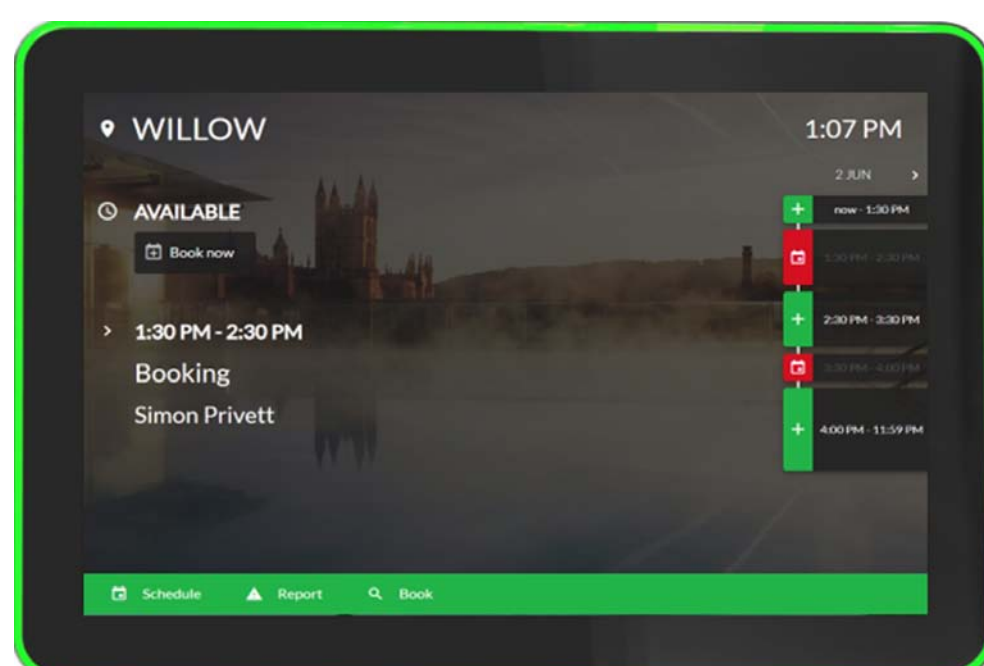 WILLOW
1:07 PM
2 JUN
AVAILABLE
now - 1:30 PM
Book now
1:30 PM - 2:30 PM
1:30 PM - 2:30 PM
2:30 PM - 3:30 PM
Booking
3:30 PM - 4:00 PM
Simon Privett
4:00 PM - 11:59 PM
Schedule
Report
Book